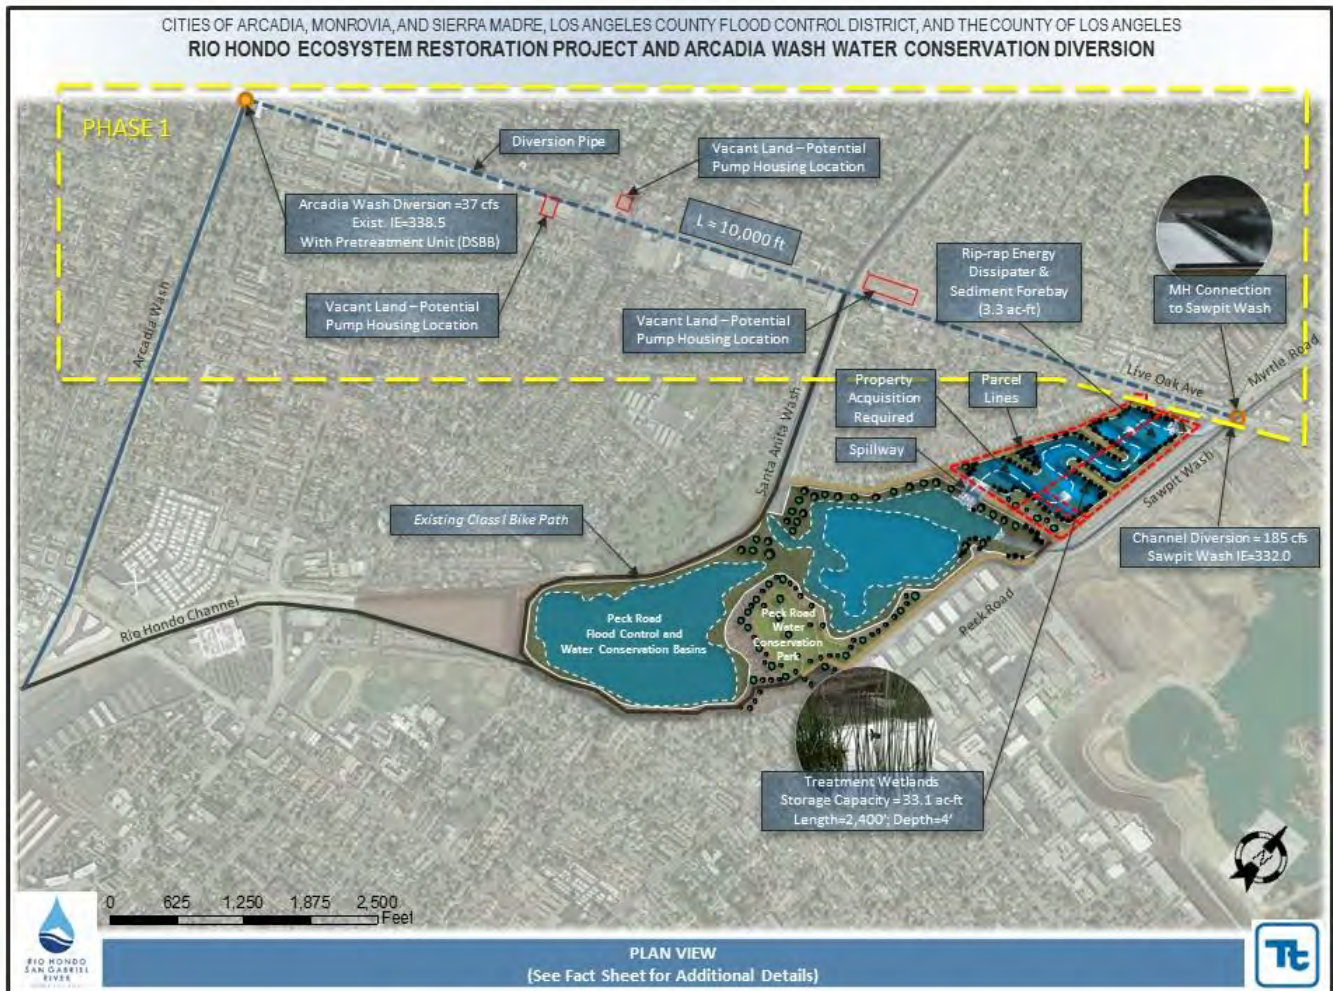 CITIES OF ARCADIA, MONROVIA, AND SIERRA MADRE, LOS ANGELES COUNTY FLOOD CONTROL DISTRICT, AND THE COUNTY OF LOS ANGELES
RIO HONDO ECOSYSTEM RESTORATION PROJECT AND ARCADIA WASH WATER CONSERVATION DIVERSION
PHASE 1
Diversion Pipe
Vacant Land – Potential
Pump Housing Location
Arcadia Wash Diversion =37 cfs
Exist. IE=338.5
With Pretreatment Unit (DSBB)
L = 10,000 ft
Rip-rap Energy
Dissipater &
Sediment Forebay
(3.3 ac-ft)
MH Connection
to Sawpit Wash
Vacant Land – Potential
Pump Housing Location
Vacant Land – Potential
Pump Housing Location
Arcadia Wash
Myrtle Road
Live Oak Ave
Property
Acquisition
Required
Parcel
Lines
Spillway
Santa Anita Wash
Sawpit Wash
Existing Class I Bike Path
Channel Diversion = 185 cfs
Sawpit Wash IE=332.0
Rio Hondo Channel
Peck Road
Peck Road
Flood Control and
Water Conservation Basins
Peck Road
Water
Conservation
Park
Treatment Wetlands
Storage Capacity = 33.1 ac-ft
Length=2,400'; Depth=4'
0 625 1,250 1,875 2,500
Feet
RIO HONDO
SAN GABRIEL
RIVER
PLAN VIEW
(See Fact Sheet for Additional Details)
Tt